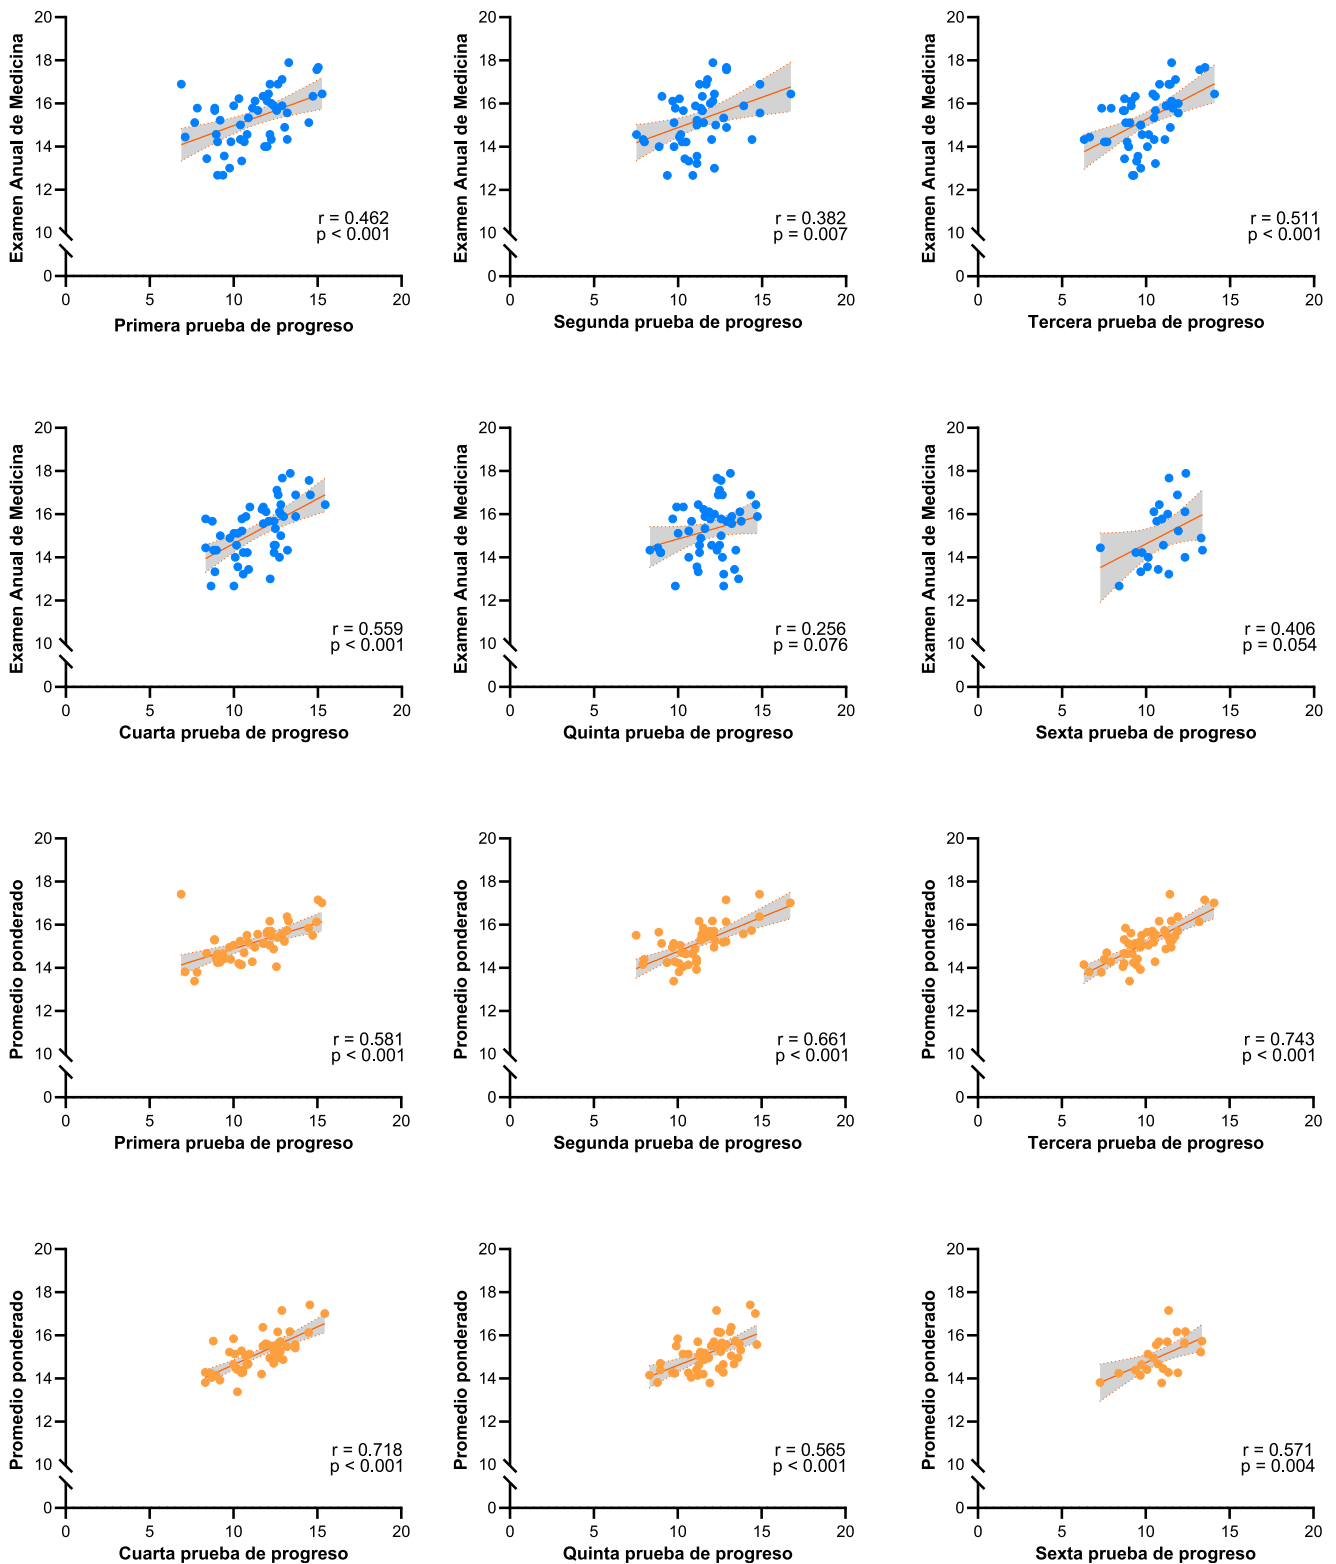 20
18
16
14
12
10
0
Examen Anual de Medicina
r = 0.462
p < 0.001
0 5 10 15 20
Primera prueba de progreso
20
18
16
14
12
10
0
Examen Anual de Medicina
r = 0.382
p = 0.007
0 5 10 15 20
Segunda prueba de progreso
20
18
16
14
12
10
0
Examen Anual de Medicina
r = 0.511
p < 0.001
0 5 10 15 20
Tercera prueba de progreso
20
18
16
14
12
10
0
Examen Anual de Medicina
r = 0.559
p < 0.001
0 5 10 15 20
Cuarta prueba de progreso
20
18
16
14
12
10
0
Examen Anual de Medicina
r = 0.256
p = 0.076
0 5 10 15 20
Quinta prueba de progreso
20
18
16
14
12
10
0
Examen Anual de Medicina
r = 0.406
p = 0.054
0 5 10 15 20
Sexta prueba de progreso
20
18
16
14
12
10
0
Promedio ponderado
r = 0.581
p < 0.001
0 5 10 15 20
Primera prueba de progreso
20
18
16
14
12
10
0
Promedio ponderado
r = 0.661
p < 0.001
0 5 10 15 20
Segunda prueba de progreso
20
18
16
14
12
10
0
Promedio ponderado
r = 0.743
p < 0.001
0 5 10 15 20
Tercera prueba de progreso
20
18
16
14
12
10
0
Promedio ponderado
r = 0.718
p < 0.001
0 5 10 15 20
Cuarta prueba de progreso
20
18
16
14
12
10
0
Promedio ponderado
r = 0.565
p < 0.001
0 5 10 15 20
Quinta prueba de progreso
20
18
16
14
12
10
0
Promedio ponderado
r = 0.571
p = 0.004
0 5 10 15 20
Sexta prueba de progreso